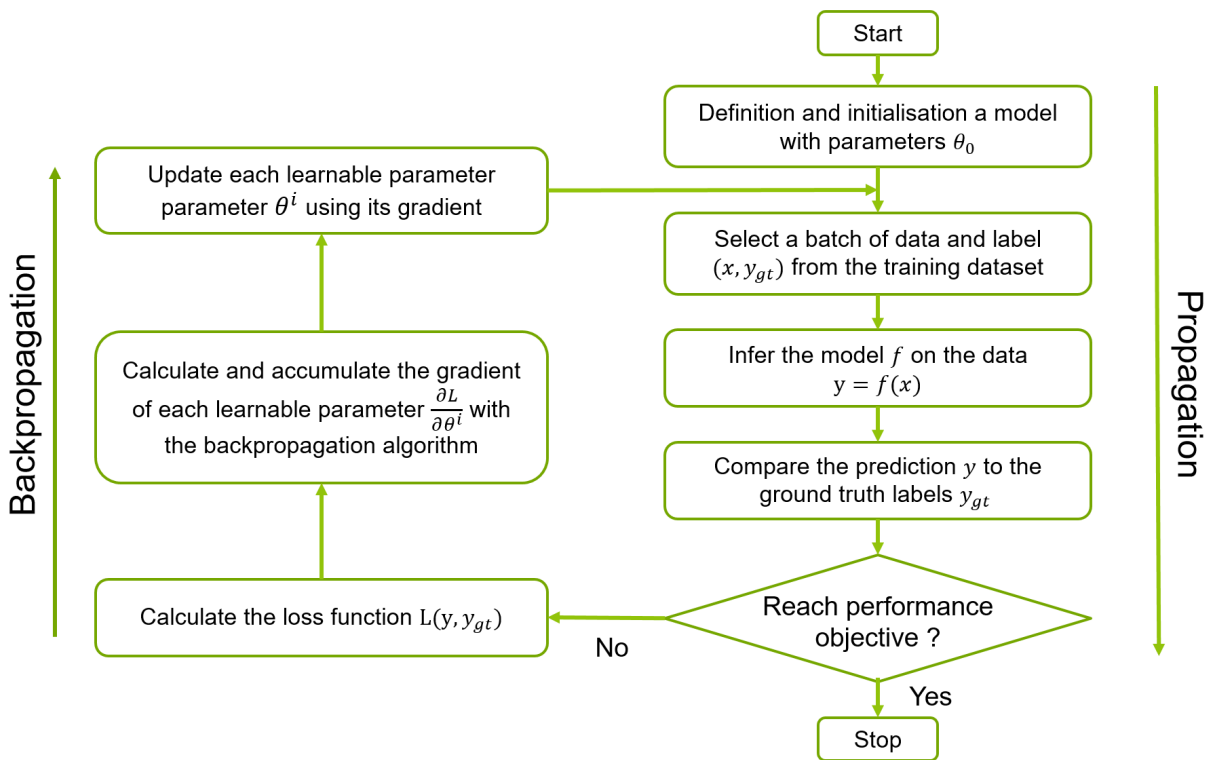 Start
Definition and initialisation a model
with parameters θ₀
Update each learnable parameter
parameter θⁱ using its gradient
Select a batch of data and label
(x, y_gt) from the training dataset
Backpropagation
Propagation
Infer the model f on the data
y = f(x)
Calculate and accumulate the gradient
of each learnable parameter ∂L/∂θⁱ with
the backpropagation algorithm
Compare the prediction y to the
ground truth labels y_gt
Reach performance
objective ?
Calculate the loss function L(y, y_gt)
No
Yes
Stop